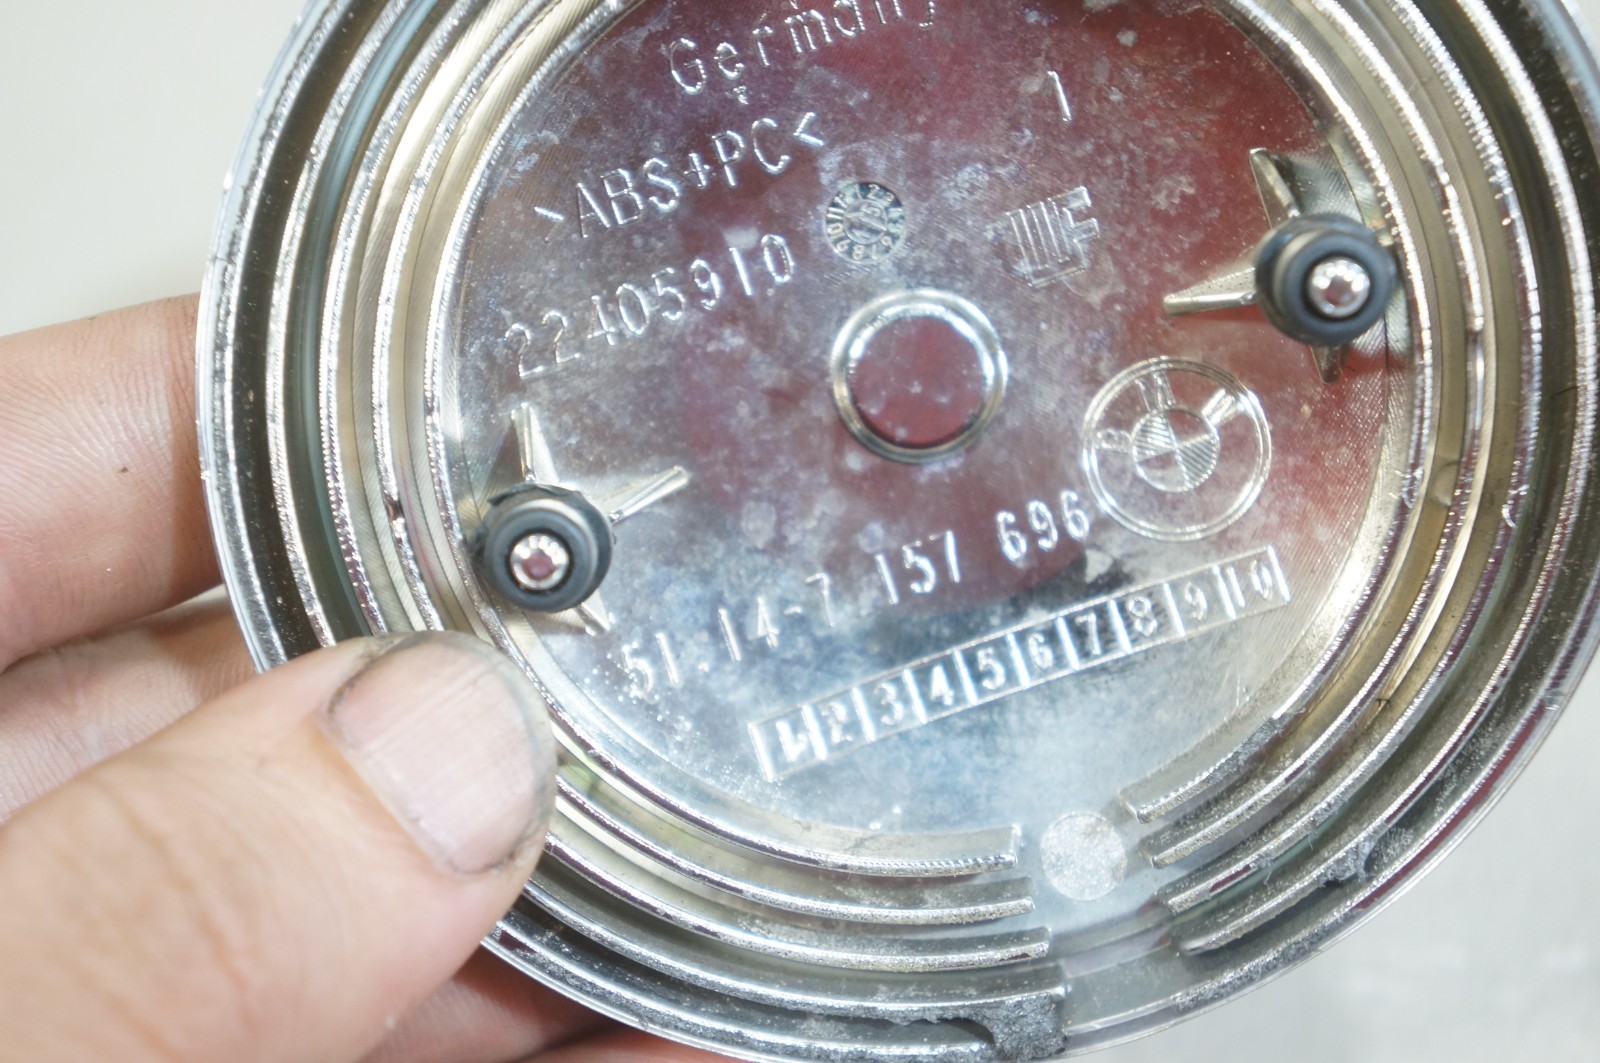 Germany
1
>ABS+PC<
22405910
BMW
51.14-7 157 696
1 2 3 4 5 6 7 8 9 10